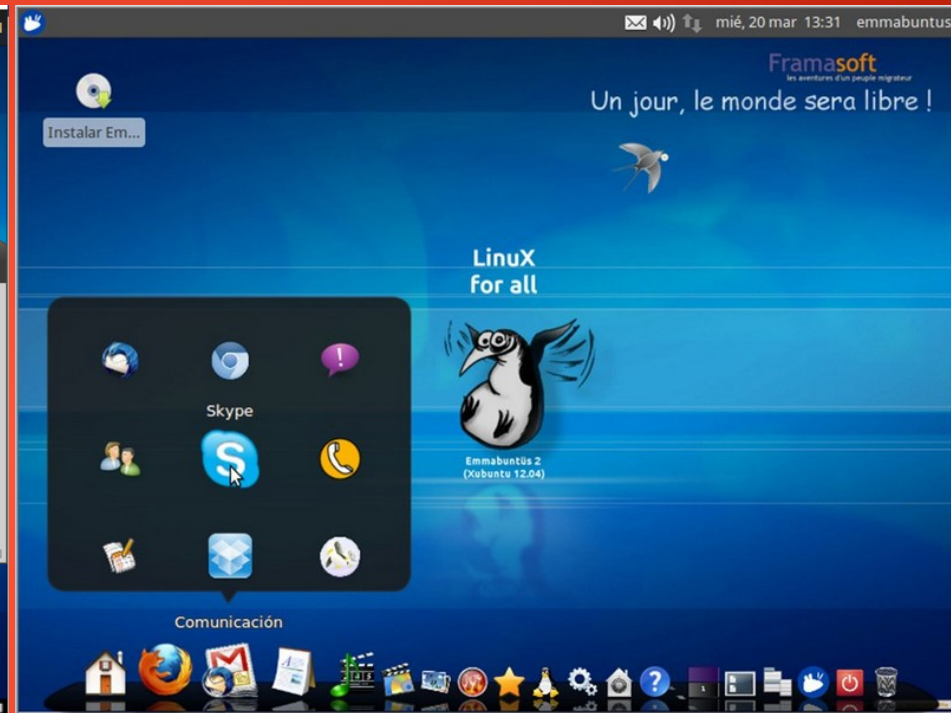 mié, 20 mar 13:31 emmabuntus
Framasoft
les aventures d'un peuple migrateur
Un jour, le monde sera libre !
Instalar Em...
LinuX
for all
Skype
Emmabuntüs 2
(Xubuntu 12.04)
Comunicación